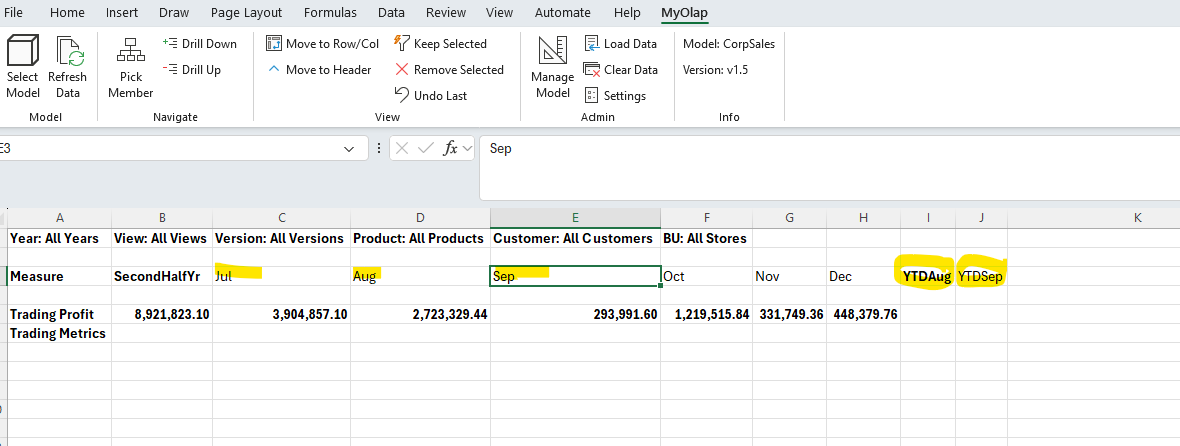 File Home Insert Draw Page Layout Formulas Data Review View Automate Help MyOlap
Select Model
Refresh Data
Model
Pick Member
Drill Down
Drill Up
Navigate
Move to Row/Col
Move to Header
Keep Selected
Remove Selected
Undo Last
View
Manage Model
Load Data
Clear Data
Settings
Admin
Model: CorpSales
Version: v1.5
Info
E3 fx Sep
A B C D E F G H I J K
Year: All Years View: All Views Version: All Versions Product: All Products Customer: All Customers BU: All Stores
Measure SecondHalfYr Jul Aug Sep Oct Nov Dec YTDAug YTDSep
Trading Profit 8,921,823.10 3,904,857.10 2,723,329.44 293,991.60 1,219,515.84 331,749.36 448,379.76
Trading Metrics